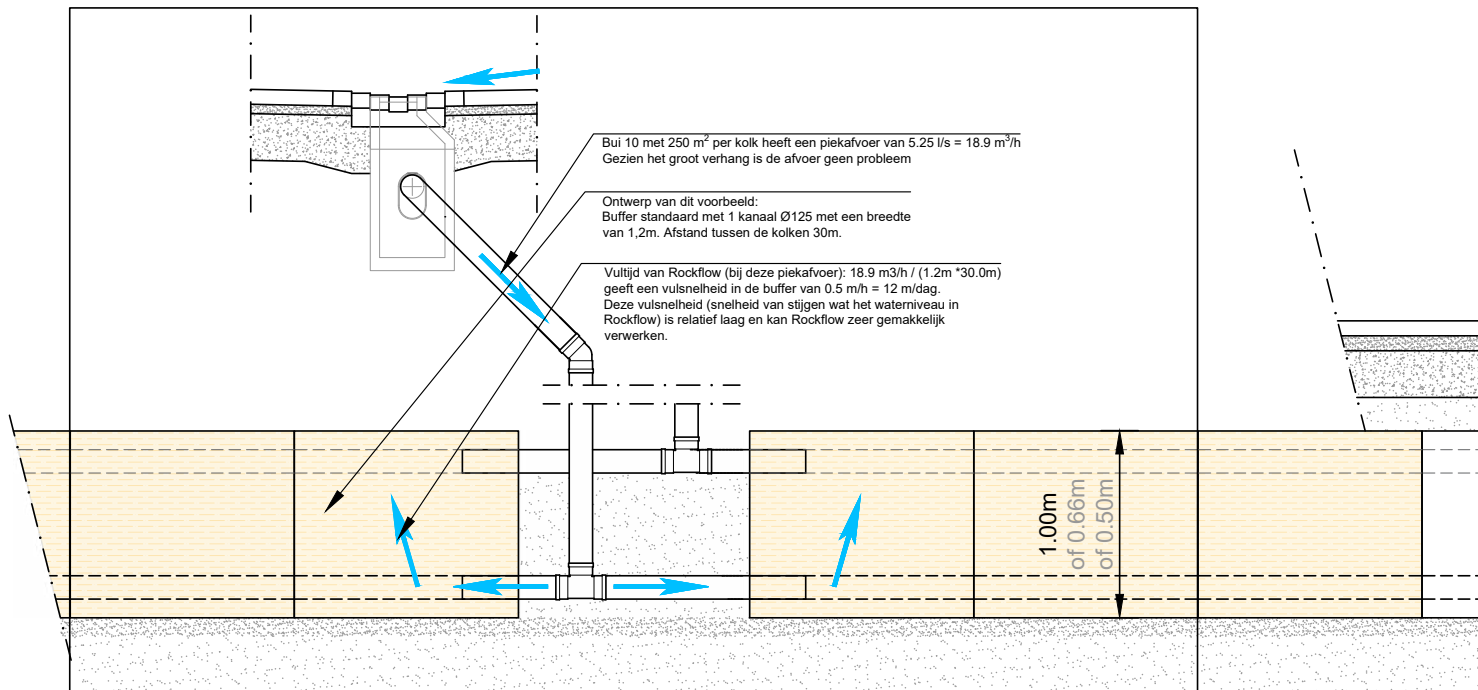 Bui 10 met 250 m² per kolk heeft een piekafvoer van 5.25 l/s = 18.9 m³/h
Gezien het groot verhang is de afvoer geen probleem
Ontwerp van dit voorbeeld:
Buffer standaard met 1 kanaal Ø125 met een breedte
van 1,2m. Afstand tussen de kolken 30m.
Vultijd van Rockflow (bij deze piekafvoer): 18.9 m3/h / (1.2m *30.0m)
geeft een vulsnelheid in de buffer van 0.5 m/h = 12 m/dag.
Deze vulsnelheid (snelheid van stijgen wat het waterniveau in
Rockflow) is relatief laag en kan Rockflow zeer gemakkelijk
verwerken.
1.00m
of 0.66m
of 0.50m